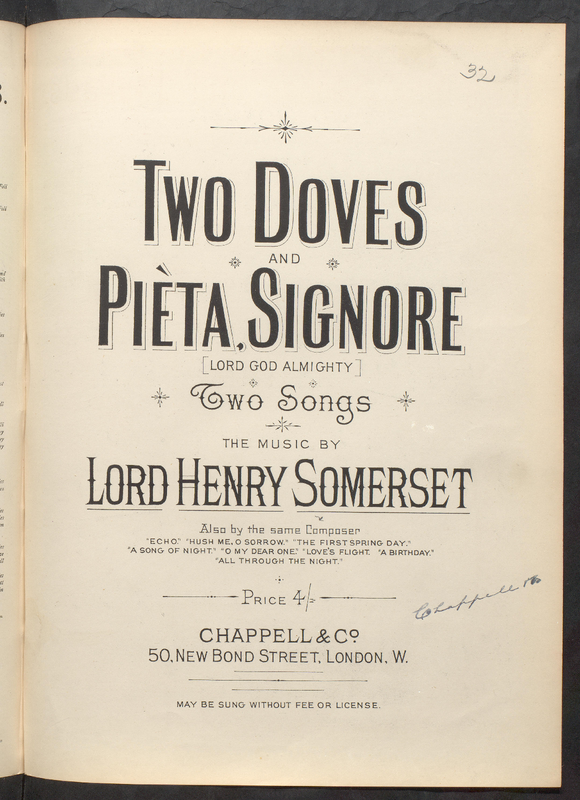 32
TWO DOVES
AND
PIÈTA, SIGNORE
[LORD GOD ALMIGHTY]
Two Songs
THE MUSIC BY
LORD HENRY SOMERSET
Also by the same Composer
"ECHO." "HUSH ME, O SORROW." "THE FIRST SPRING DAY."
"A SONG OF NIGHT." "O MY DEAR ONE." "LOVE'S FLIGHT. "A BIRTHDAY."
"ALL THROUGH THE NIGHT."
PRICE 4/-
Chappell
CHAPPELL & CO.
50, NEW BOND STREET, LONDON, W.
MAY BE SUNG WITHOUT FEE OR LICENSE.